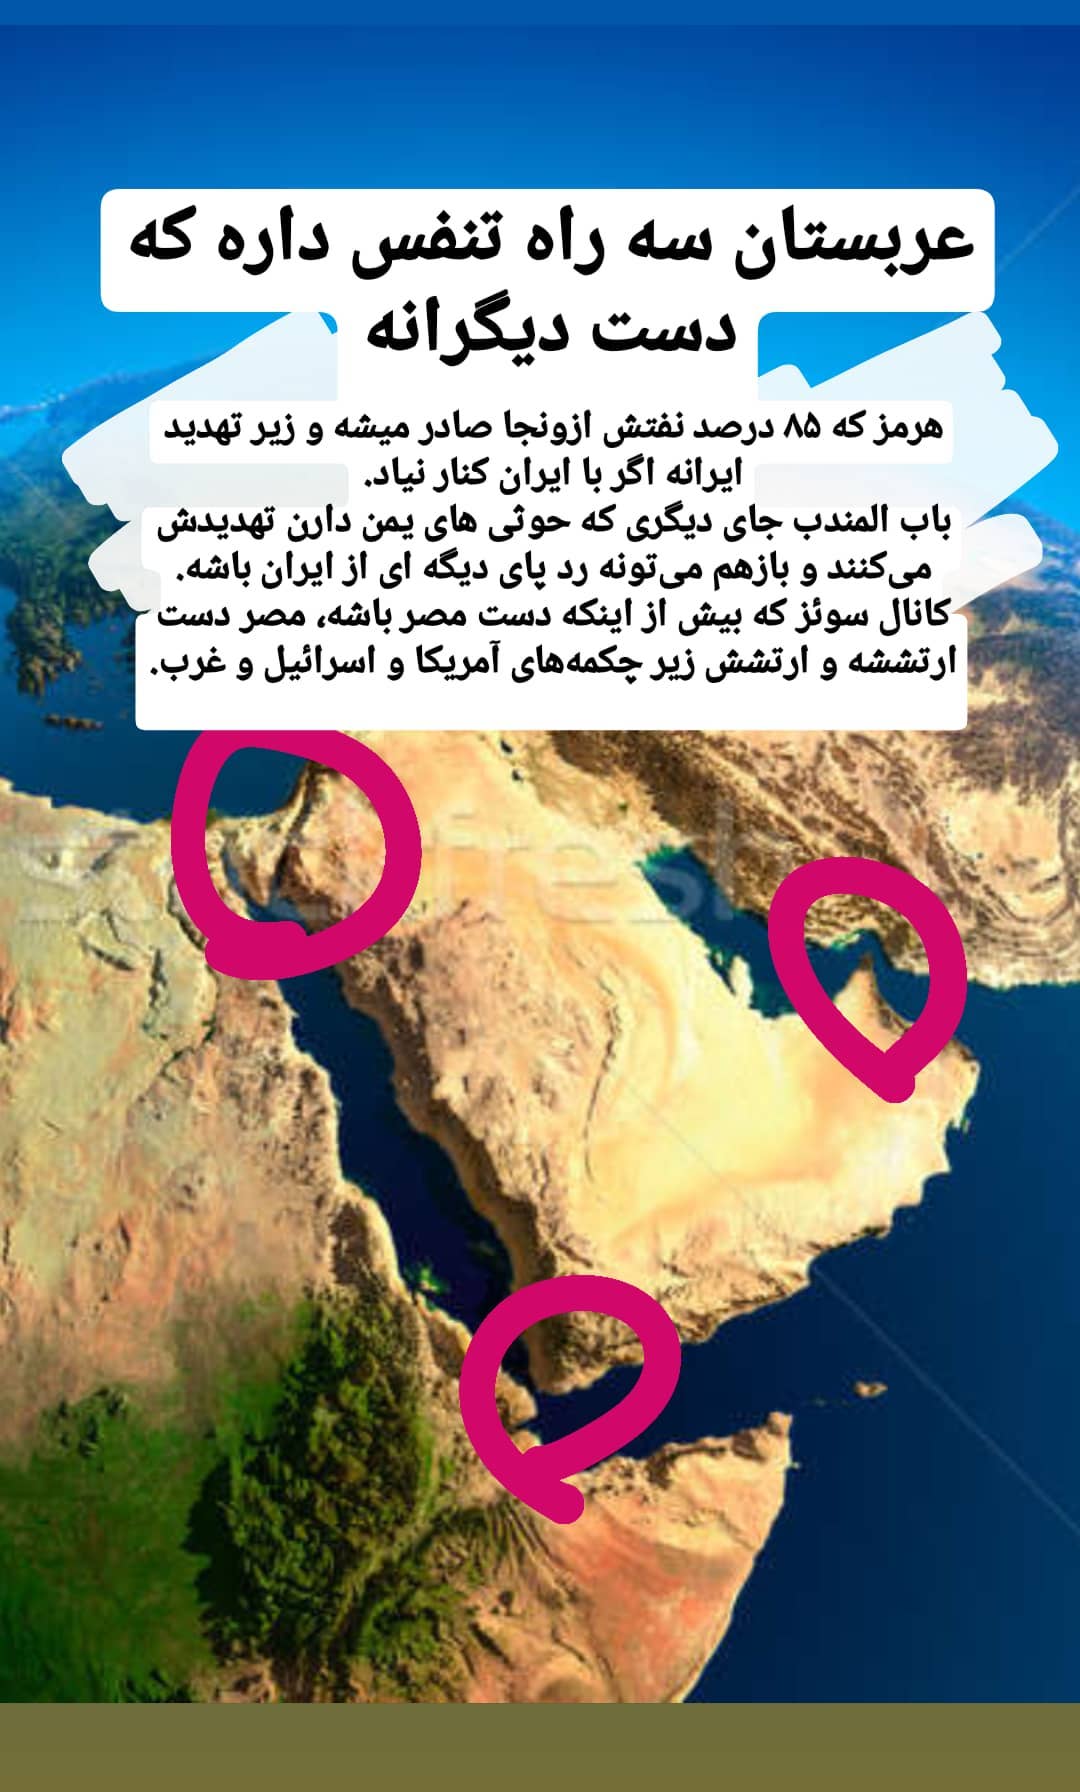 عربستان سه راه تنفس داره که
دست دیگرانه
هرمز که ۸۵ درصد نفتش ازونجا صادر میشه و زیر تهدید
ایرانه اگر با ایران کنار نیاد.
باب المندب جای دیگری که حوثی های یمن دارن تهدیدش
می‌کنند و بازهم می‌تونه رد پای دیگه ای از ایران باشه.
کانال سوئز که بیش از اینکه دست مصر باشه، مصر دست
ارتششه و ارتشش زیر چکمه‌های آمریکا و اسرائیل و غرب.